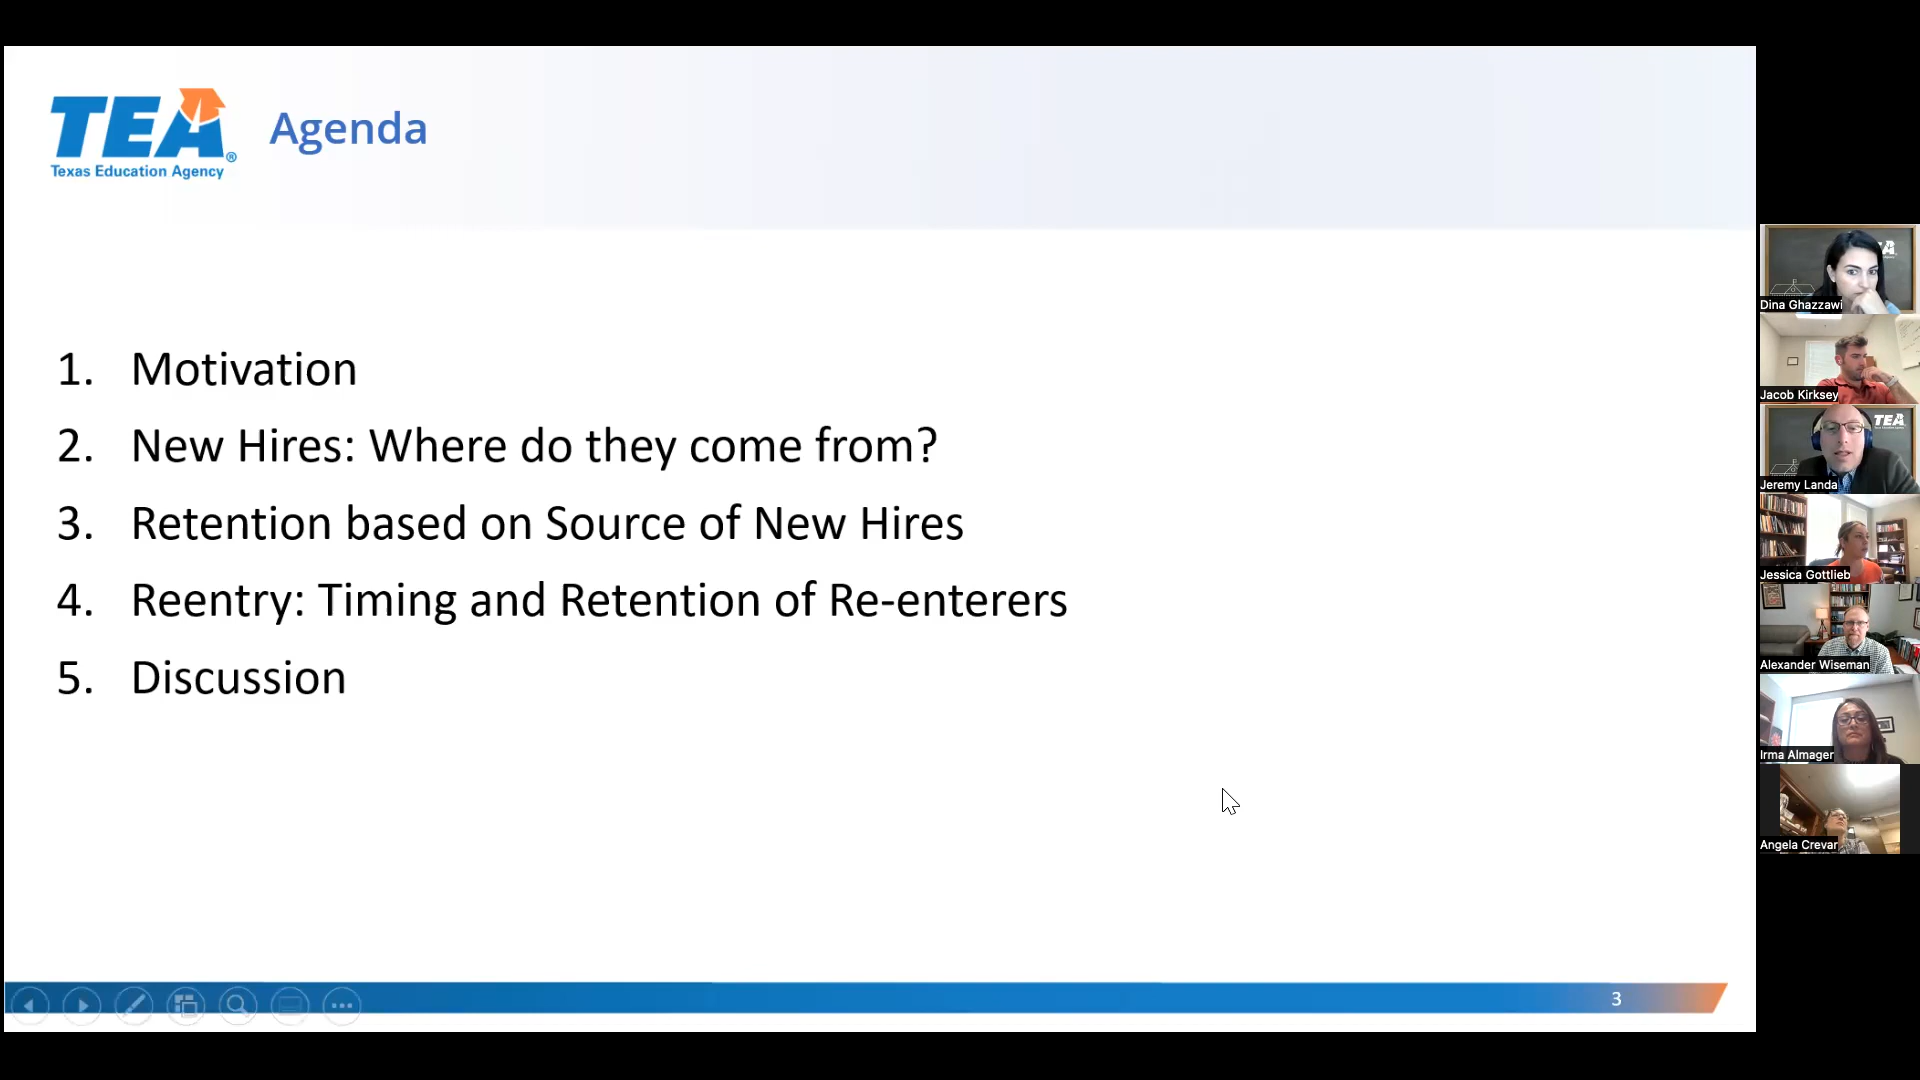 TEA®
Texas Education Agency
Agenda
1. Motivation
2. New Hires: Where do they come from?
3. Retention based on Source of New Hires
4. Reentry: Timing and Retention of Re-enterers
5. Discussion
3
Dina Ghazzawi
Jacob Kirksey
TEA
Jeremy Landa
Jessica Gottlieb
Alexander Wiseman
Irma Almager
Angela Crevar